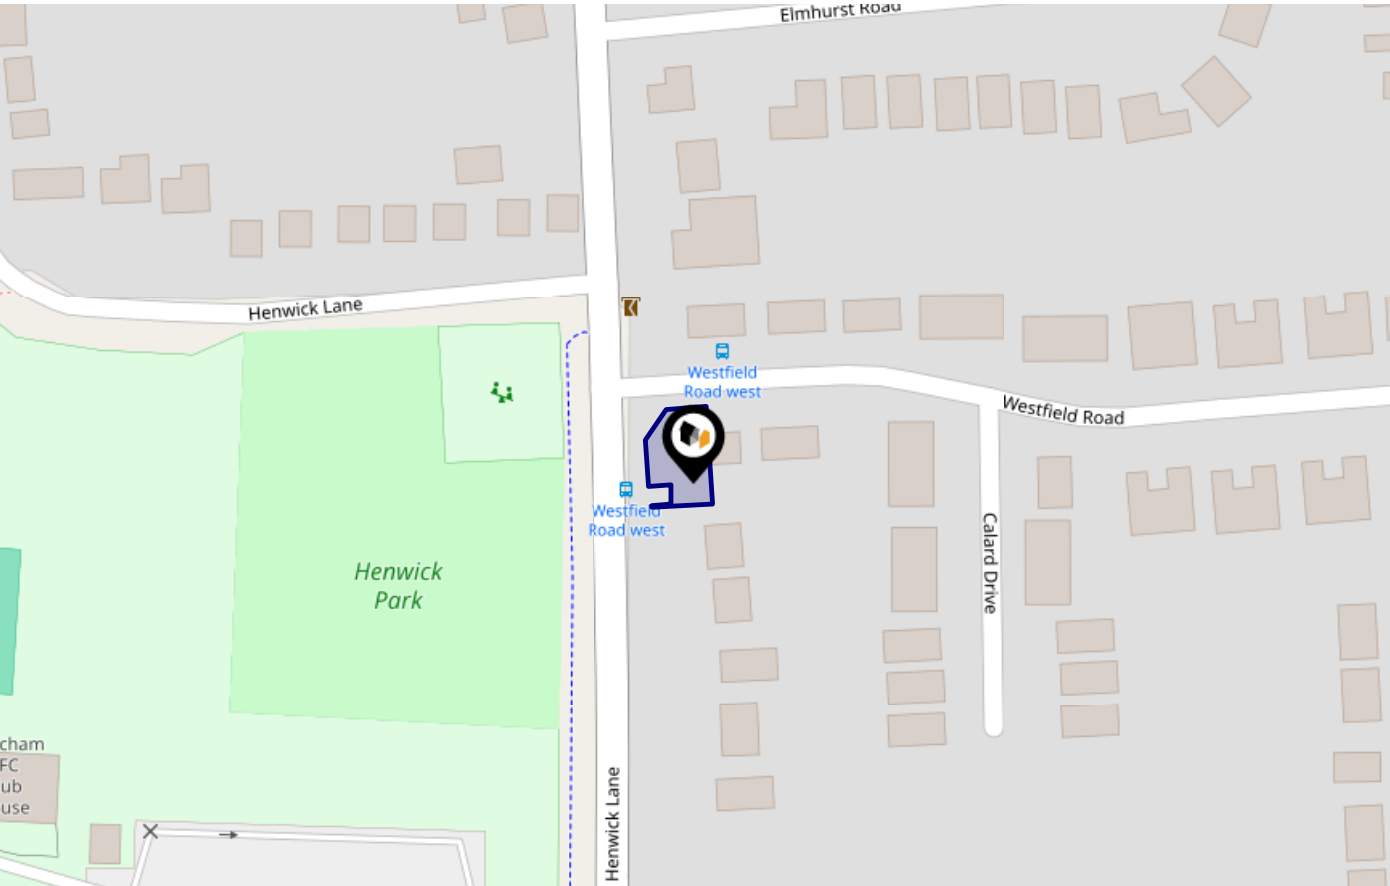 Elmhurst Road
Henwick Lane
Westfield
Road west
Westfield Road
Westfield
Road west
Henwick
Park
Calard Drive
cham
FC
ub
ouse
Henwick Lane